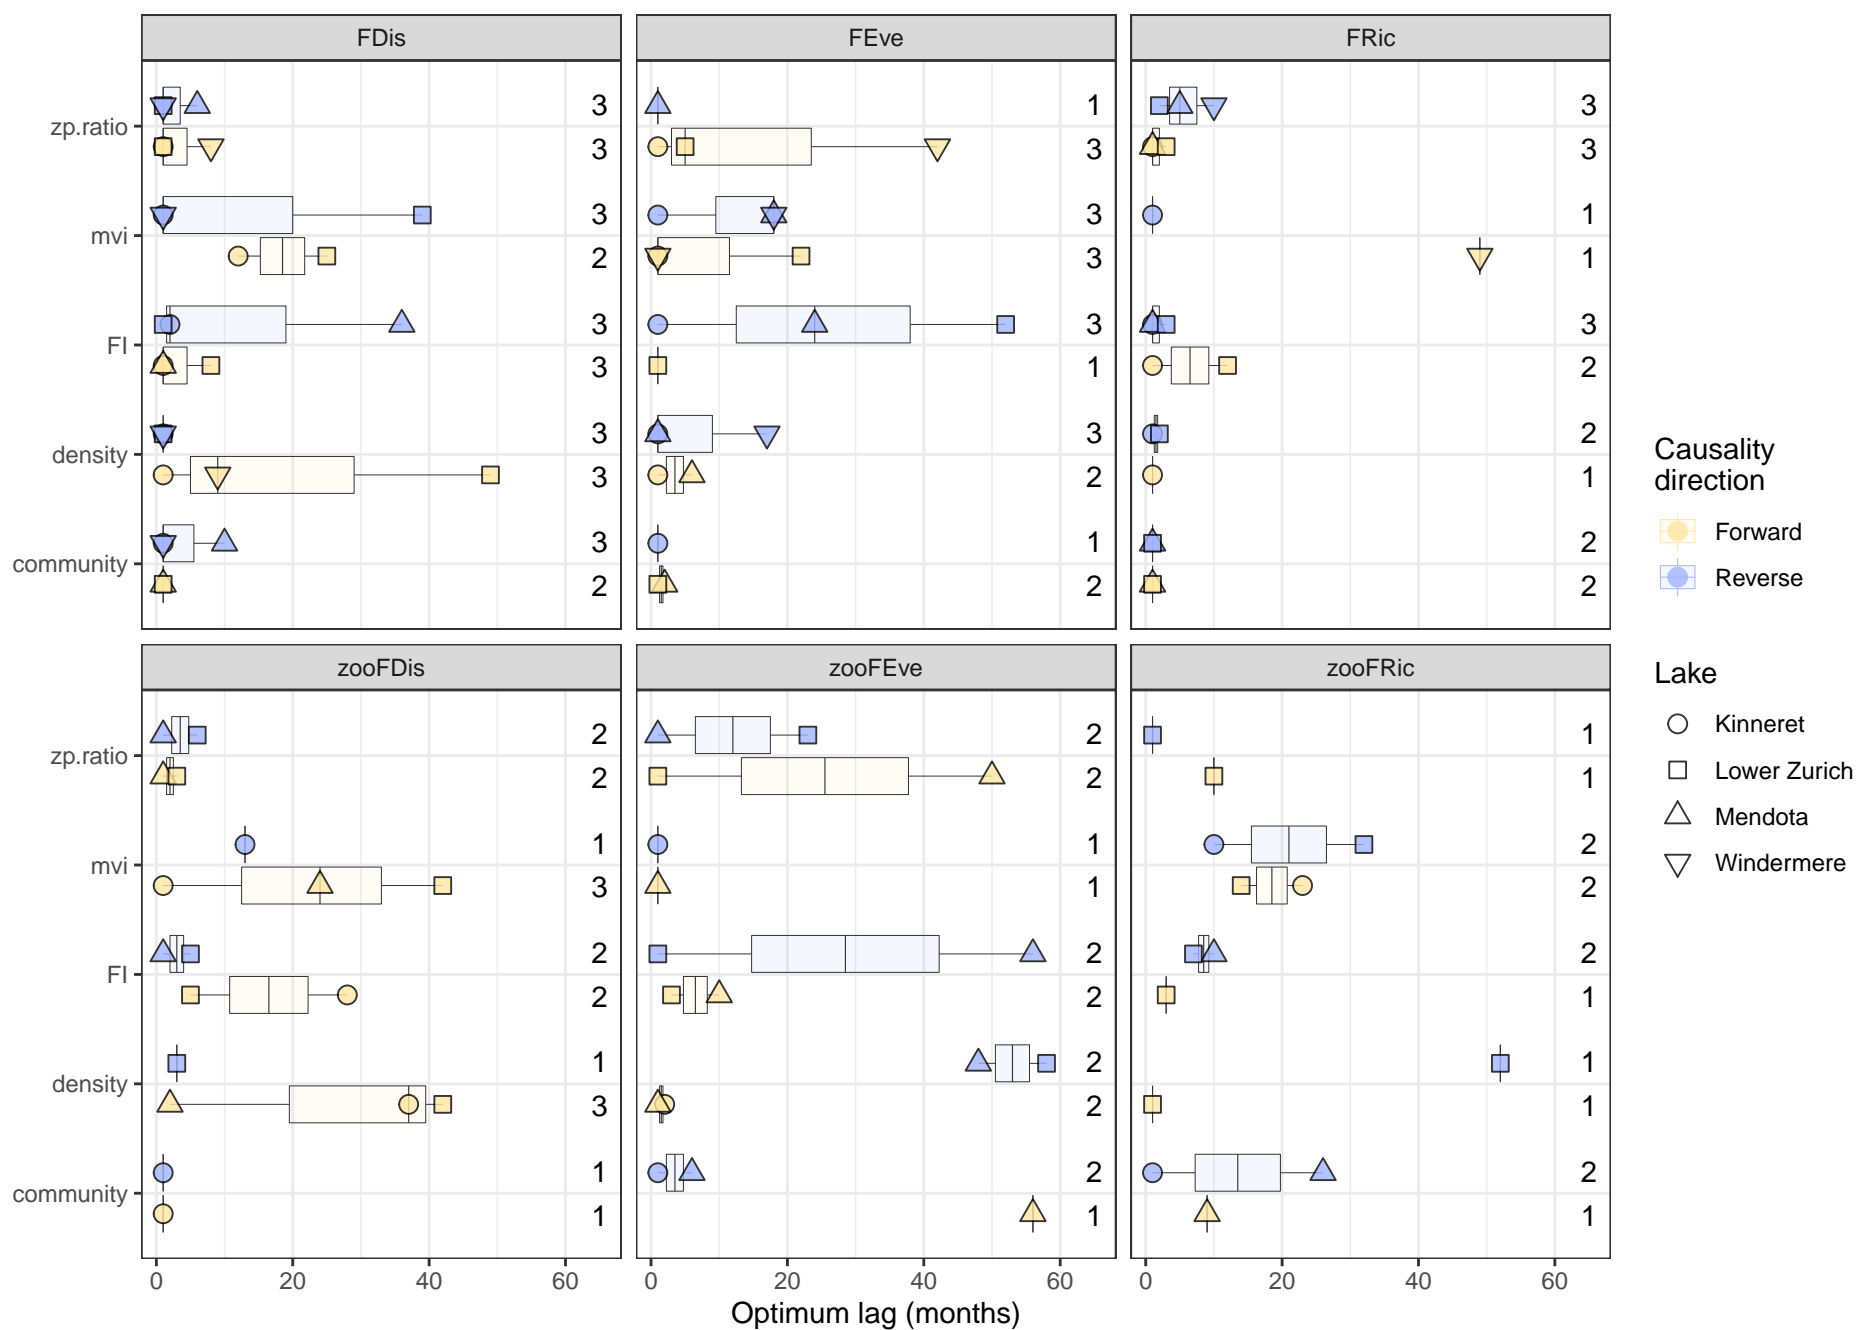 FDis FEve FRic
zp.ratio 3 1 3
3 3 3
mvi 3 3 1
2 3 1
FI 3 3 3
3 1 2
density 3 3 2
3 2 1
community 3 1 2
2 2 2
zooFDis zooFEve zooFRic
zp.ratio 2 2 1
2 2 1
mvi 1 1 2
3 1 2
FI 2 2 2
2 2 1
density 1 2 1
3 2 1
community 1 2 2
1 1 1
0 20 40 60 0 20 40 60 0 20 40 60
Optimum lag (months)
Causality
direction
Forward
Reverse
Lake
Kinneret
Lower Zurich
Mendota
Windermere